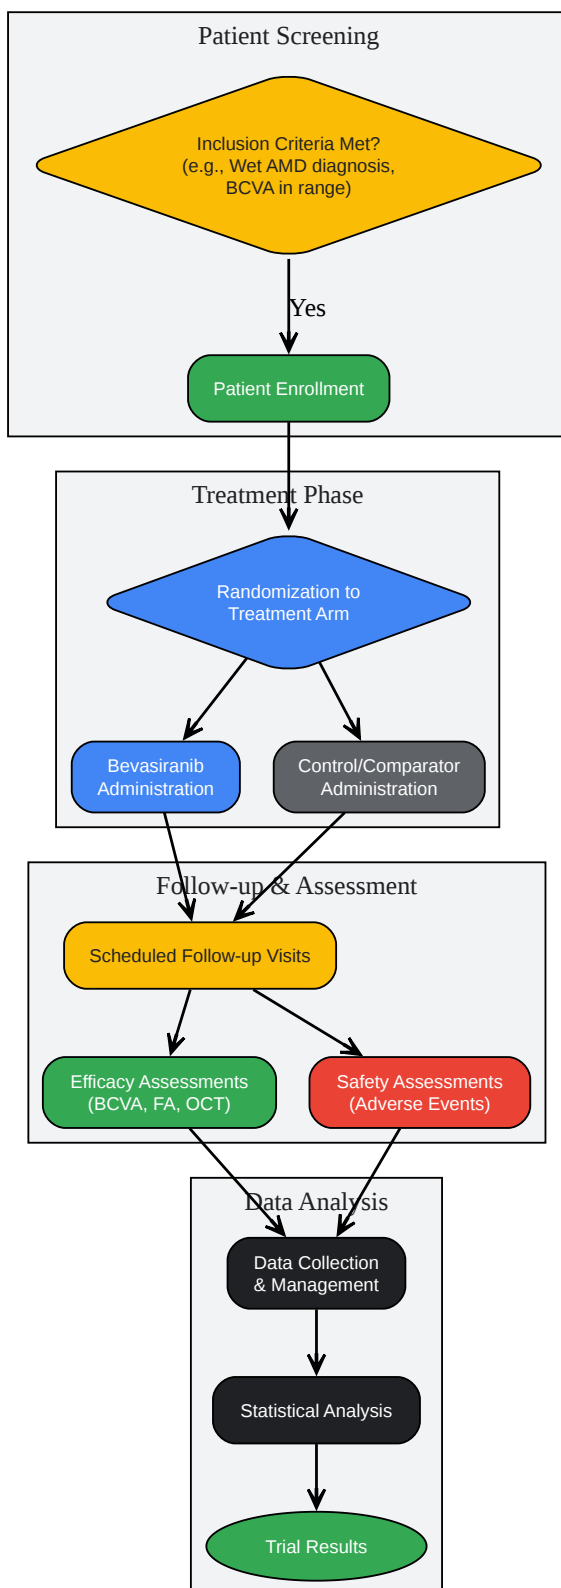 Patient Screening
Inclusion Criteria Met?
(e.g., Wet AMD diagnosis,
BCVA in range)
Yes
Patient Enrollment
Treatment Phase
Randomization to
Treatment Arm
Bevasiranib
Administration
Control/Comparator
Administration
Follow-up & Assessment
Scheduled Follow-up Visits
Efficacy Assessments
(BCVA, FA, OCT)
Safety Assessments
(Adverse Events)
Data Analysis
Data Collection
& Management
Statistical Analysis
Trial Results